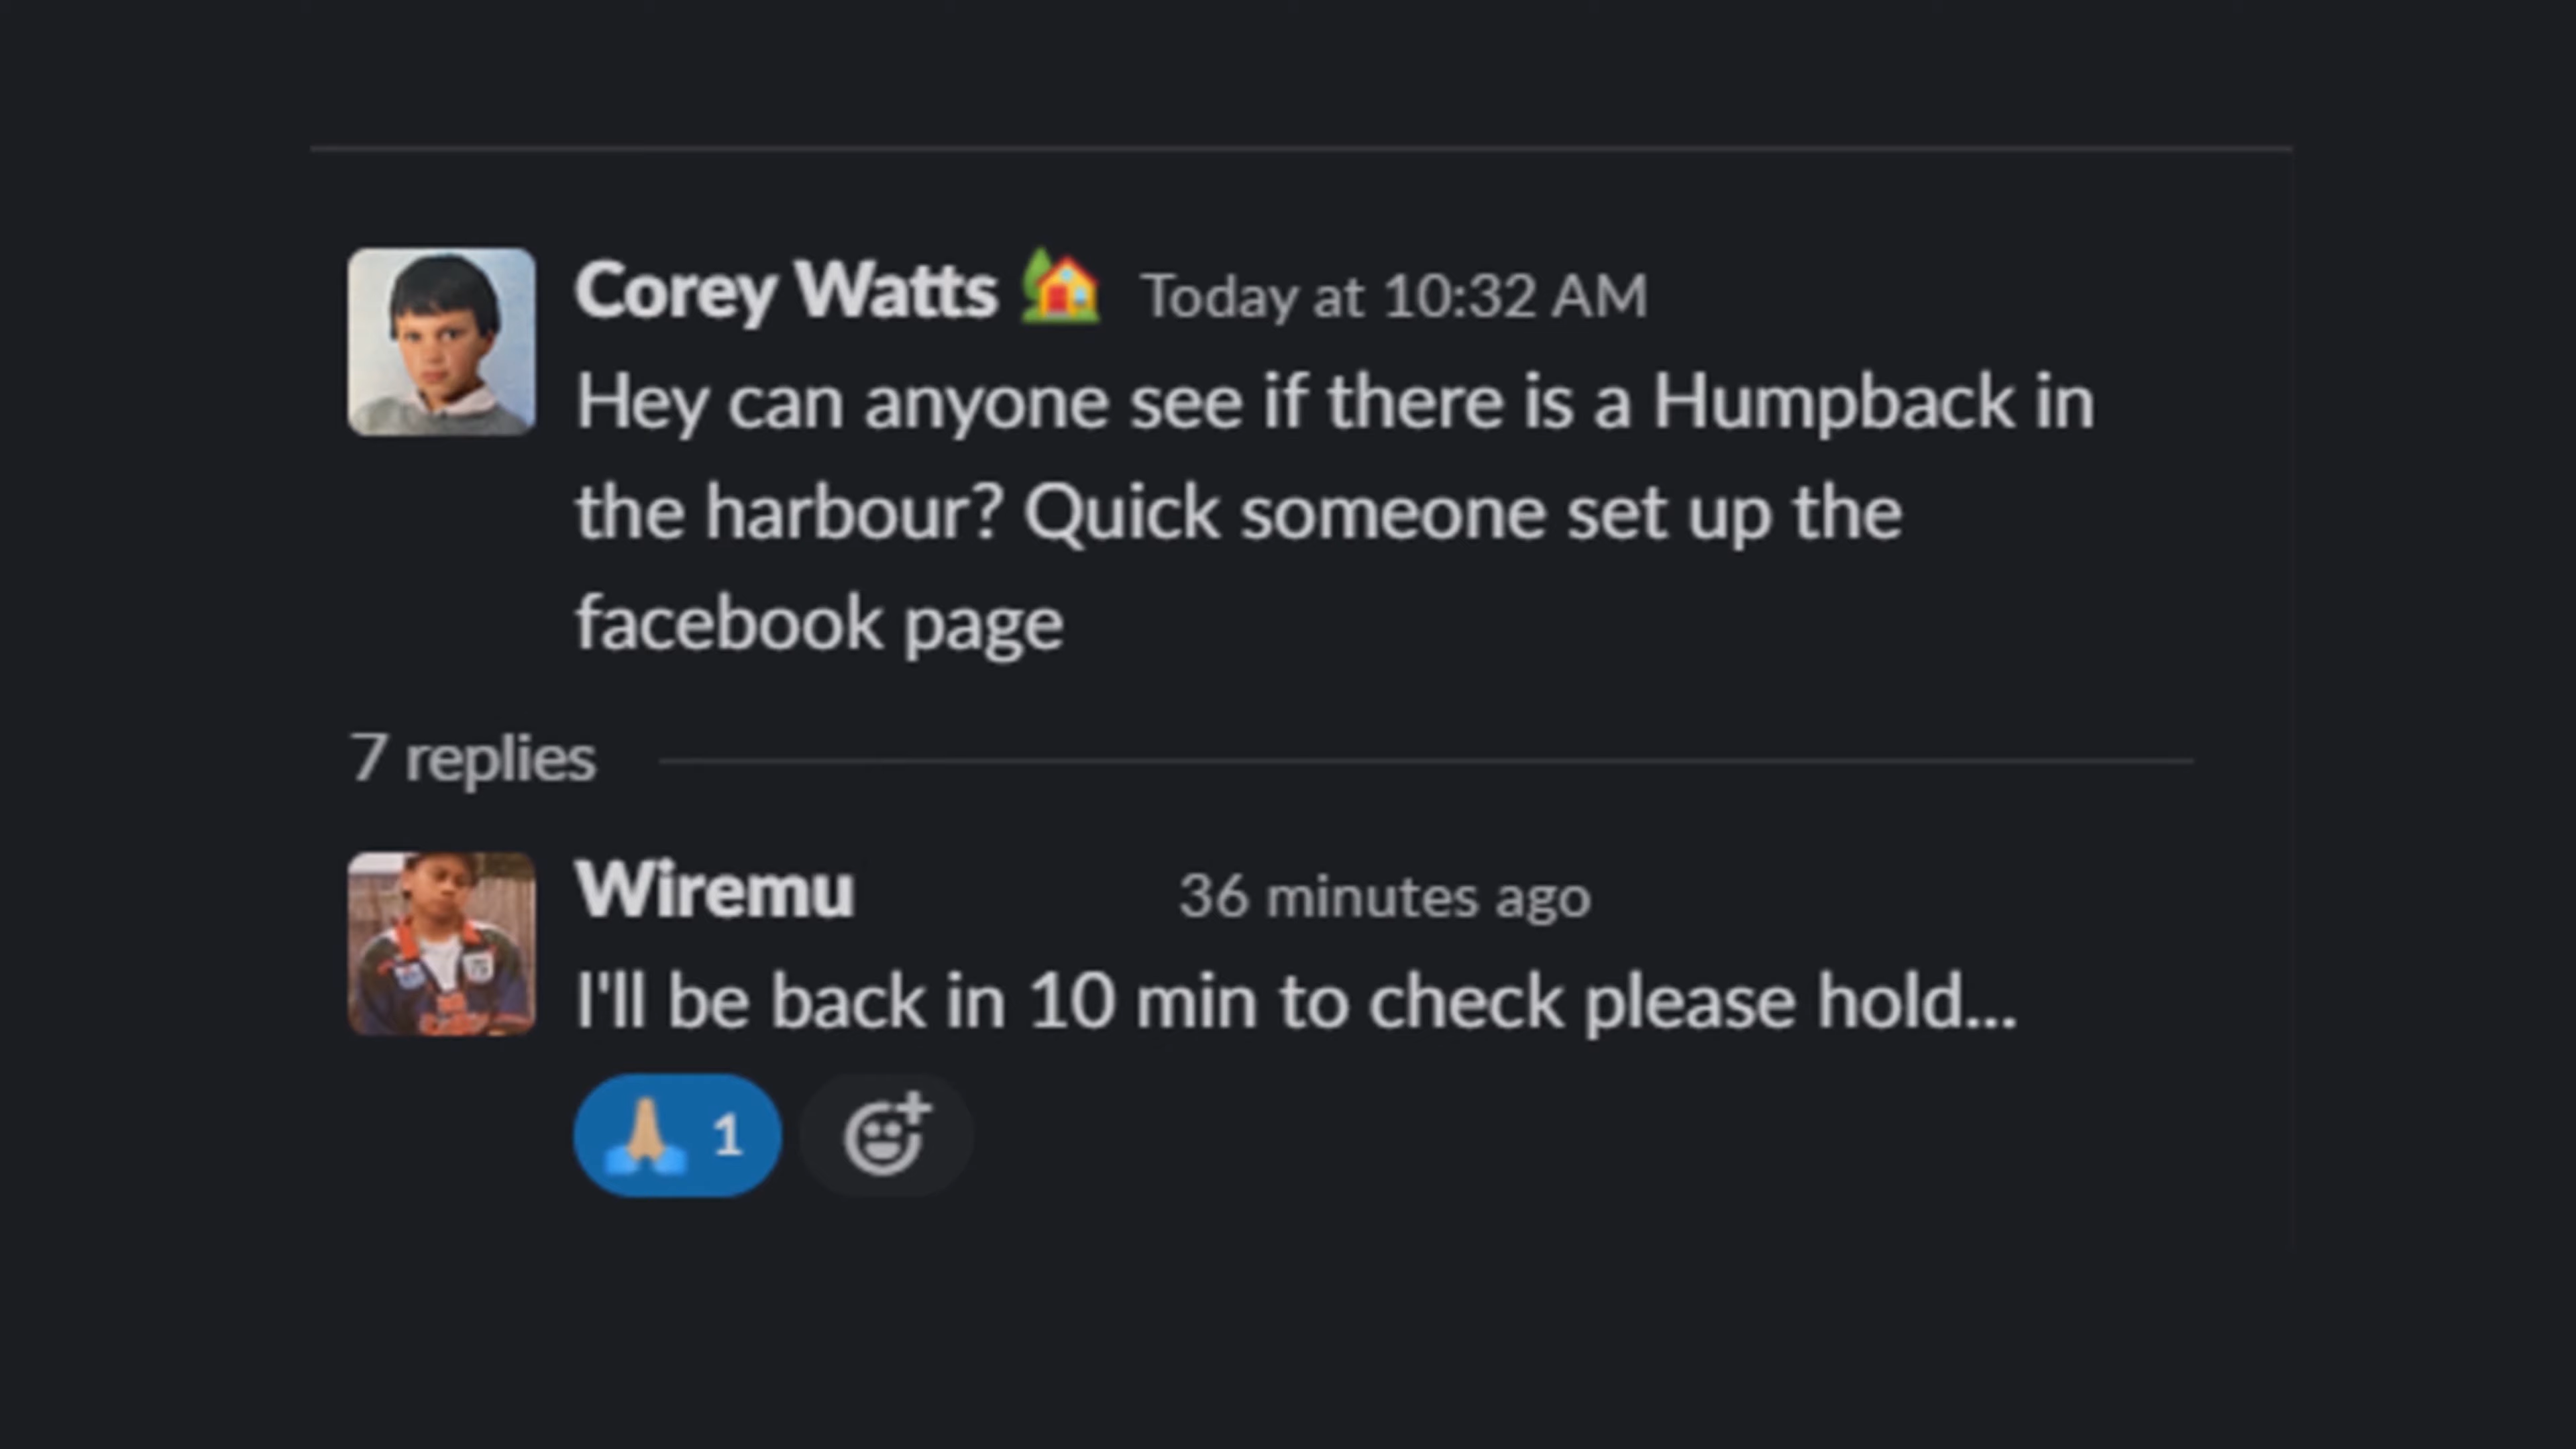 Corey Watts Today at 10:32 AM
Hey can anyone see if there is a Humpback in
the harbour? Quick someone set up the
facebook page
7 replies
Wiremu 36 minutes ago
I'll be back in 10 min to check please hold...
1